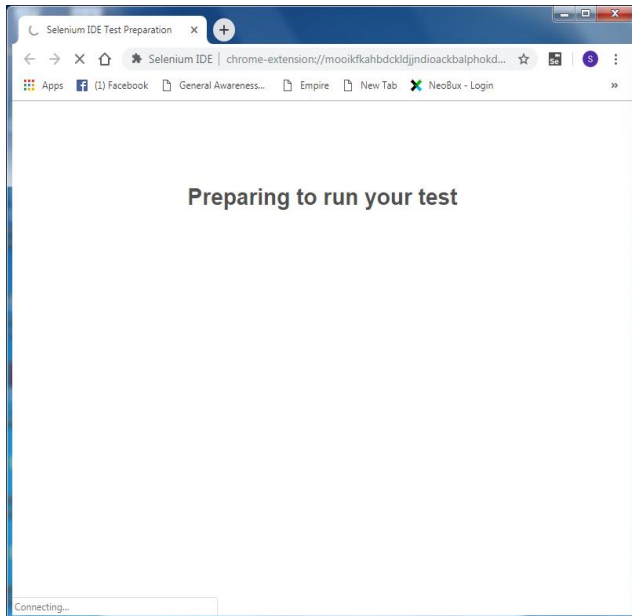 Selenium IDE Test Preparation
Selenium IDE | chrome-extension://mooikfkahbdckldjjndioackbalphokd...
Se
S
Apps
(1) Facebook
General Awareness...
Empire
New Tab
NeoBux - Login
»
Preparing to run your test
Connecting...